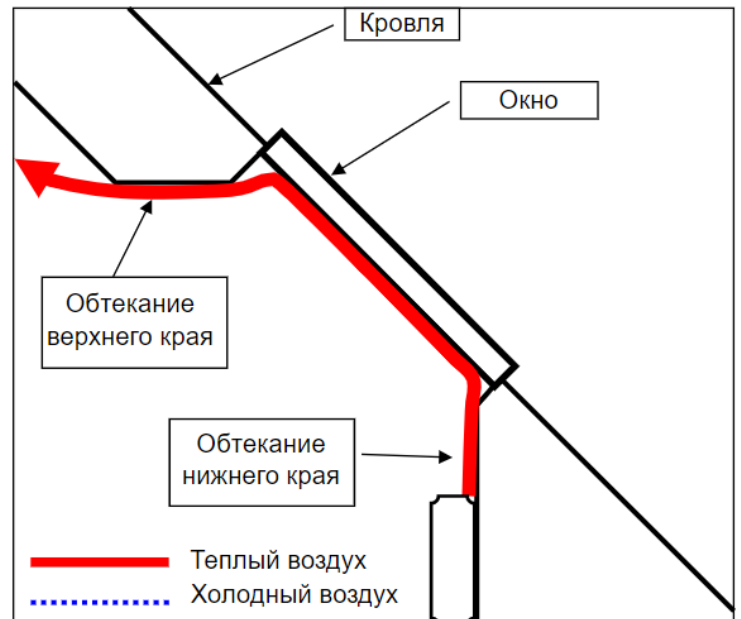 Кровля
Окно
Обтекание
верхнего края
Обтекание
нижнего края
Теплый воздух
Холодный воздух